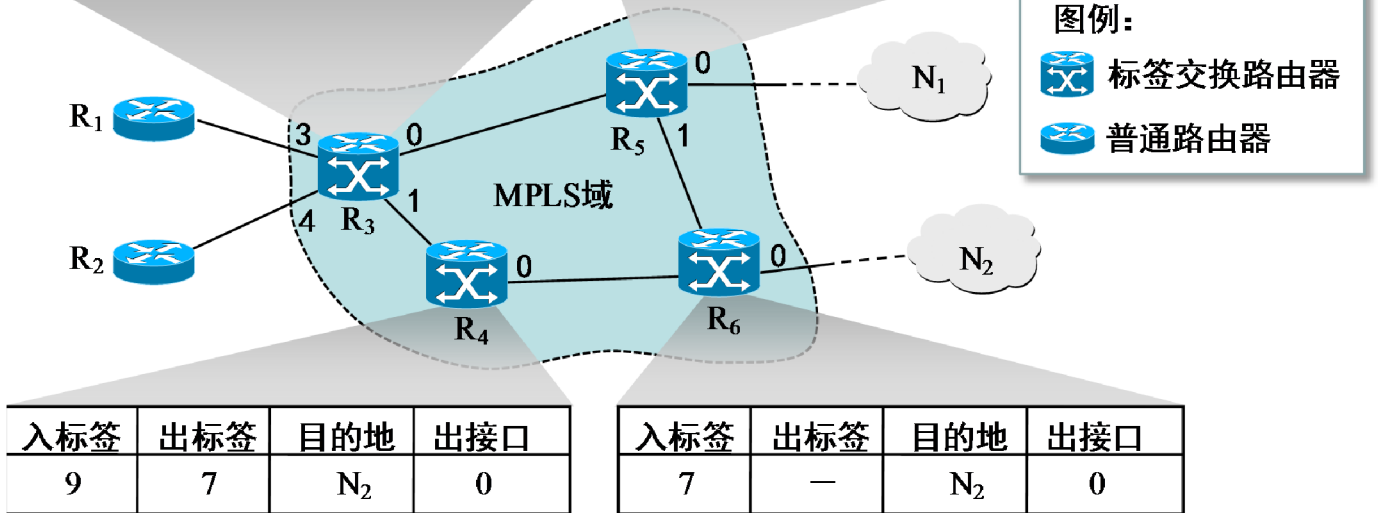 图例：
标签交换路由器
普通路由器
R₁
R₂
3
0
4
1
R₃
MPLS域
0
1
R₅
N₁
0
R₄
0
R₆
N₂
入标签 出标签 目的地 出接口
9 7 N₂ 0
入标签 出标签 目的地 出接口
7 — N₂ 0